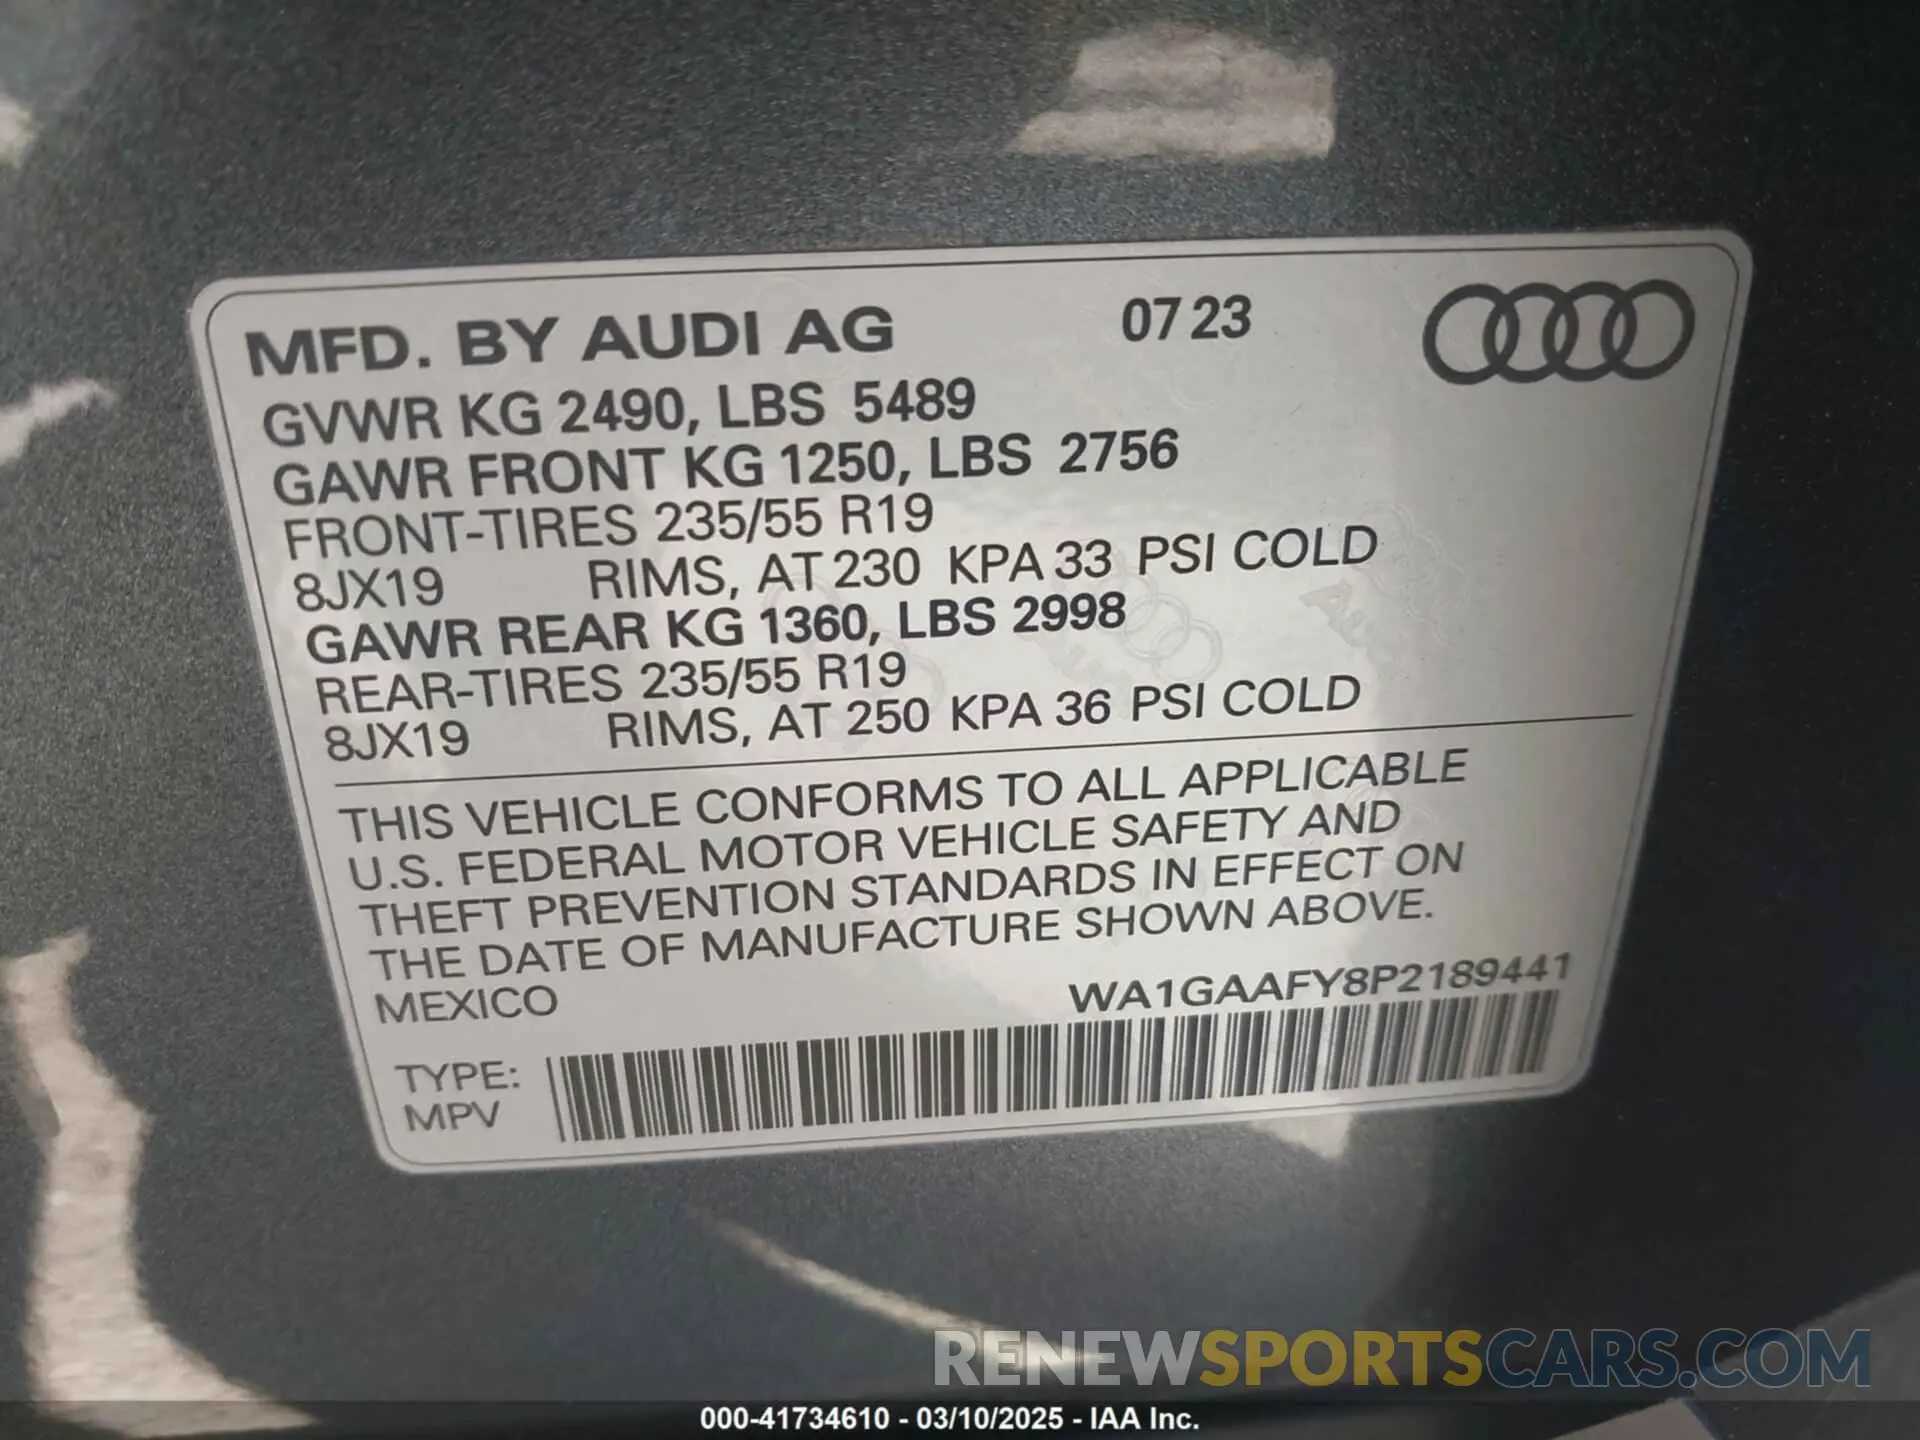 MFD. BY AUDI AG 07 23
GVWR KG 2490, LBS 5489
GAWR FRONT KG 1250, LBS 2756
FRONT-TIRES 235/55 R19
8JX19 RIMS, AT 230 KPA 33 PSI COLD
GAWR REAR KG 1360, LBS 2998
REAR-TIRES 235/55 R19
8JX19 RIMS, AT 250 KPA 36 PSI COLD
THIS VEHICLE CONFORMS TO ALL APPLICABLE
U.S. FEDERAL MOTOR VEHICLE SAFETY AND
THEFT PREVENTION STANDARDS IN EFFECT ON
THE DATE OF MANUFACTURE SHOWN ABOVE.
MEXICO WA1GAAFY8P2189441
TYPE:
MPV
RENEWSPORTSCARS.COM
000-41734610 - 03/10/2025 - IAA Inc.